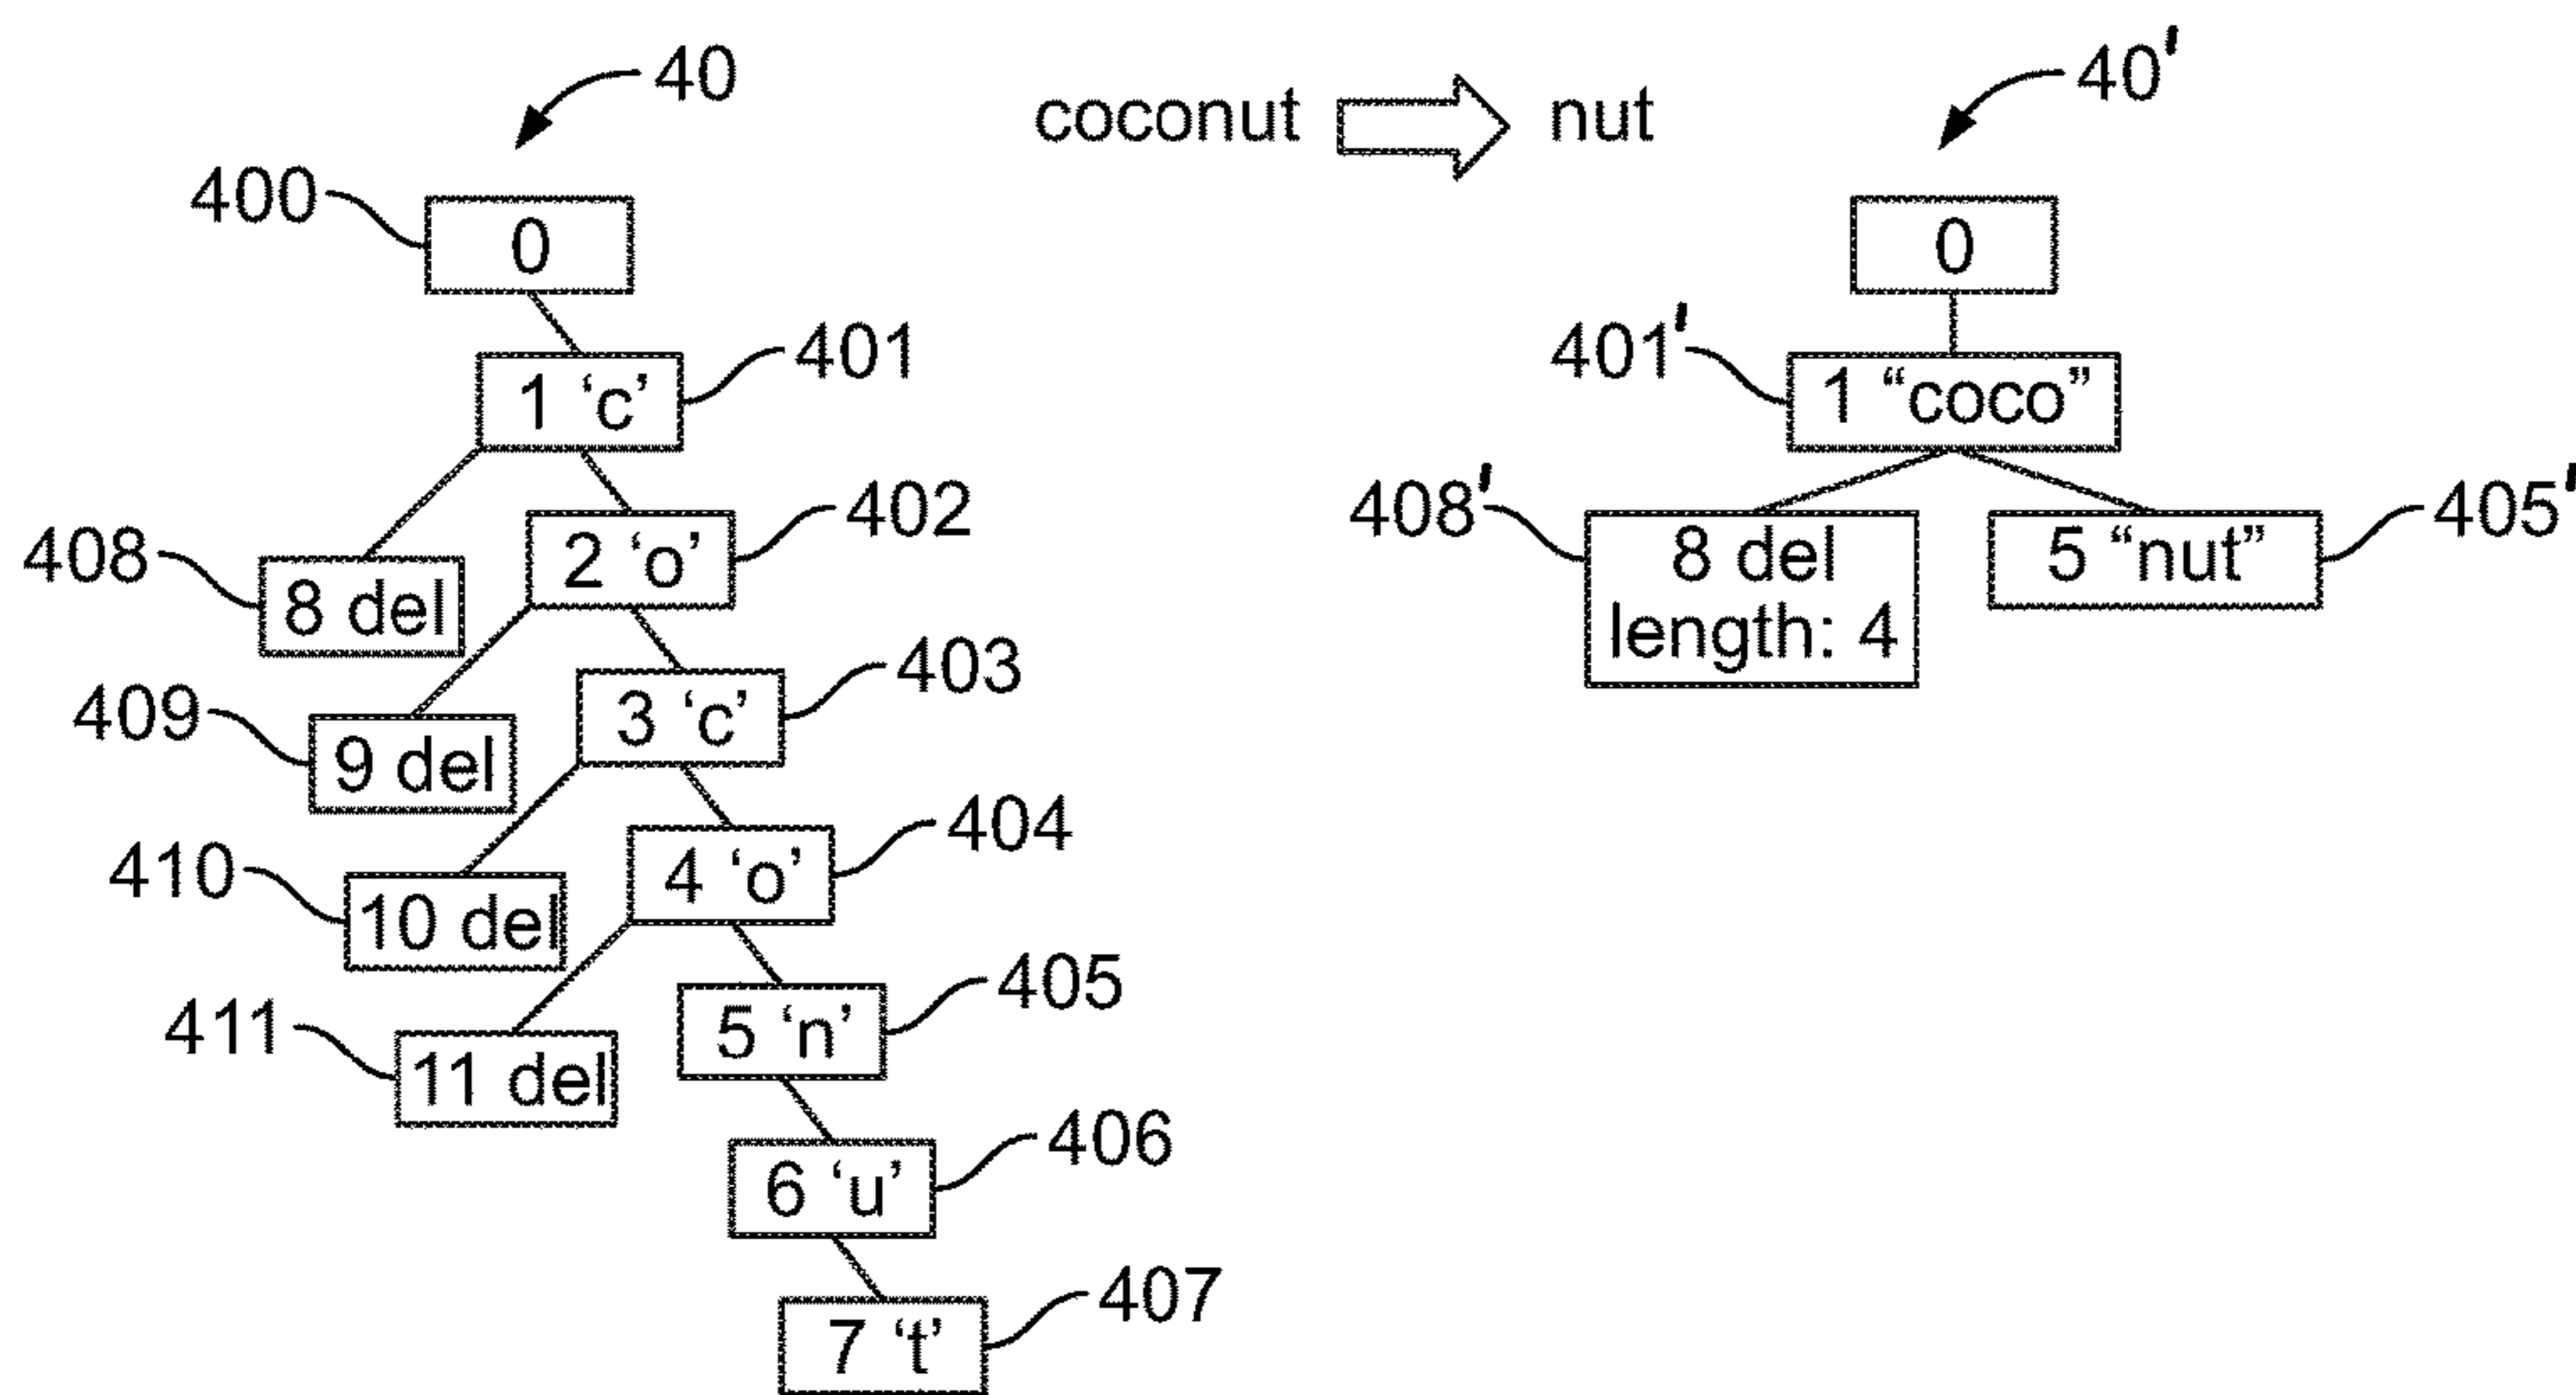 40
coconut nut
40'
400
0
0
401
401'
1 ‘c’
1 “coco”
408
402
408'
405'
2 ‘o’
8 del
8 del
length: 4
5 “nut”
409
403
9 del
3 ‘c’
410
404
10 del
4 ‘o’
411
405
11 del
5 ‘n’
406
6 ‘u’
407
7 ‘t’